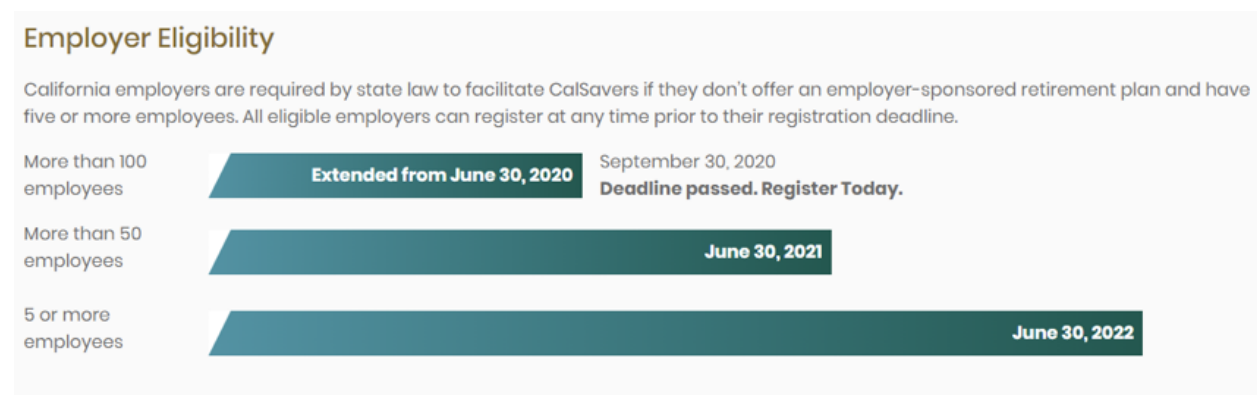 Employer Eligibility
California employers are required by state law to facilitate CalSavers if they don't offer an employer-sponsored retirement plan and have
five or more employees. All eligible employers can register at any time prior to their registration deadline.
More than 100
employees
Extended from June 30, 2020
September 30, 2020
Deadline passed. Register Today.
More than 50
employees
June 30, 2021
5 or more
employees
June 30, 2022